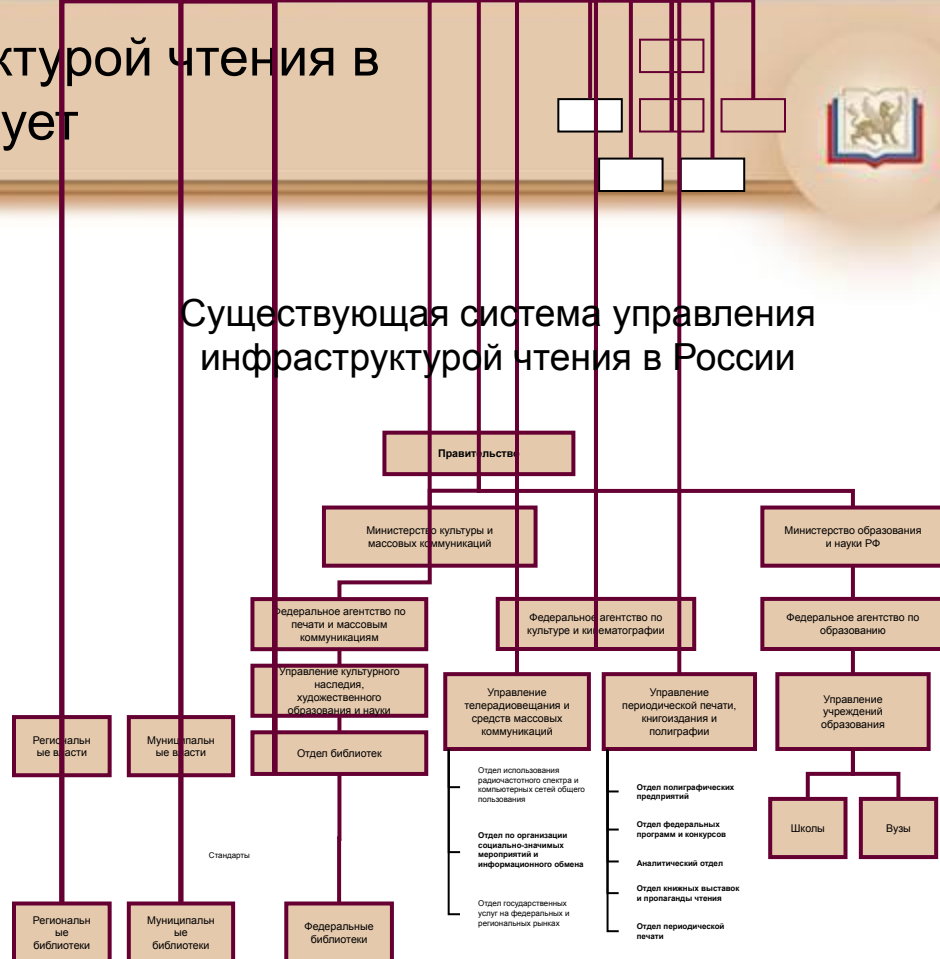 ктурой чтения в
ует
Существующая система управления
инфраструктурой чтения в России
Правительство
Министерство культуры и
массовых коммуникаций
Министерство образования
и науки РФ
Федеральное агентство по
печати и массовым
коммуникациям
Федеральное агентство по
культуре и кинематографии
Федеральное агентство по
образованию
Управление культурного
наследия,
художественного
образования и науки
Управление
телерадиовещания и
средств массовых
коммуникаций
Управление
периодической печати,
книгоиздания и
полиграфии
Управление
учреждений
образования
Региональн
ые власти
Муниципальн
ые власти
Отдел библиотек
Отдел использования
радиочастотного спектра и
компьютерных сетей общего
пользования
Отдел по организации
социально-значимых
мероприятий и
информационного обмена
Отдел государственных
услуг на федеральных и
региональных рынках
Отдел полиграфических
предприятий
Отдел федеральных
программ и конкурсов
Аналитический отдел
Отдел книжных выставок
и пропаганды чтения
Отдел периодической
печати
Школы
Вузы
Стандарты
Региональн
ые
библиотеки
Муниципальн
ые
библиотеки
Федеральные
библиотеки